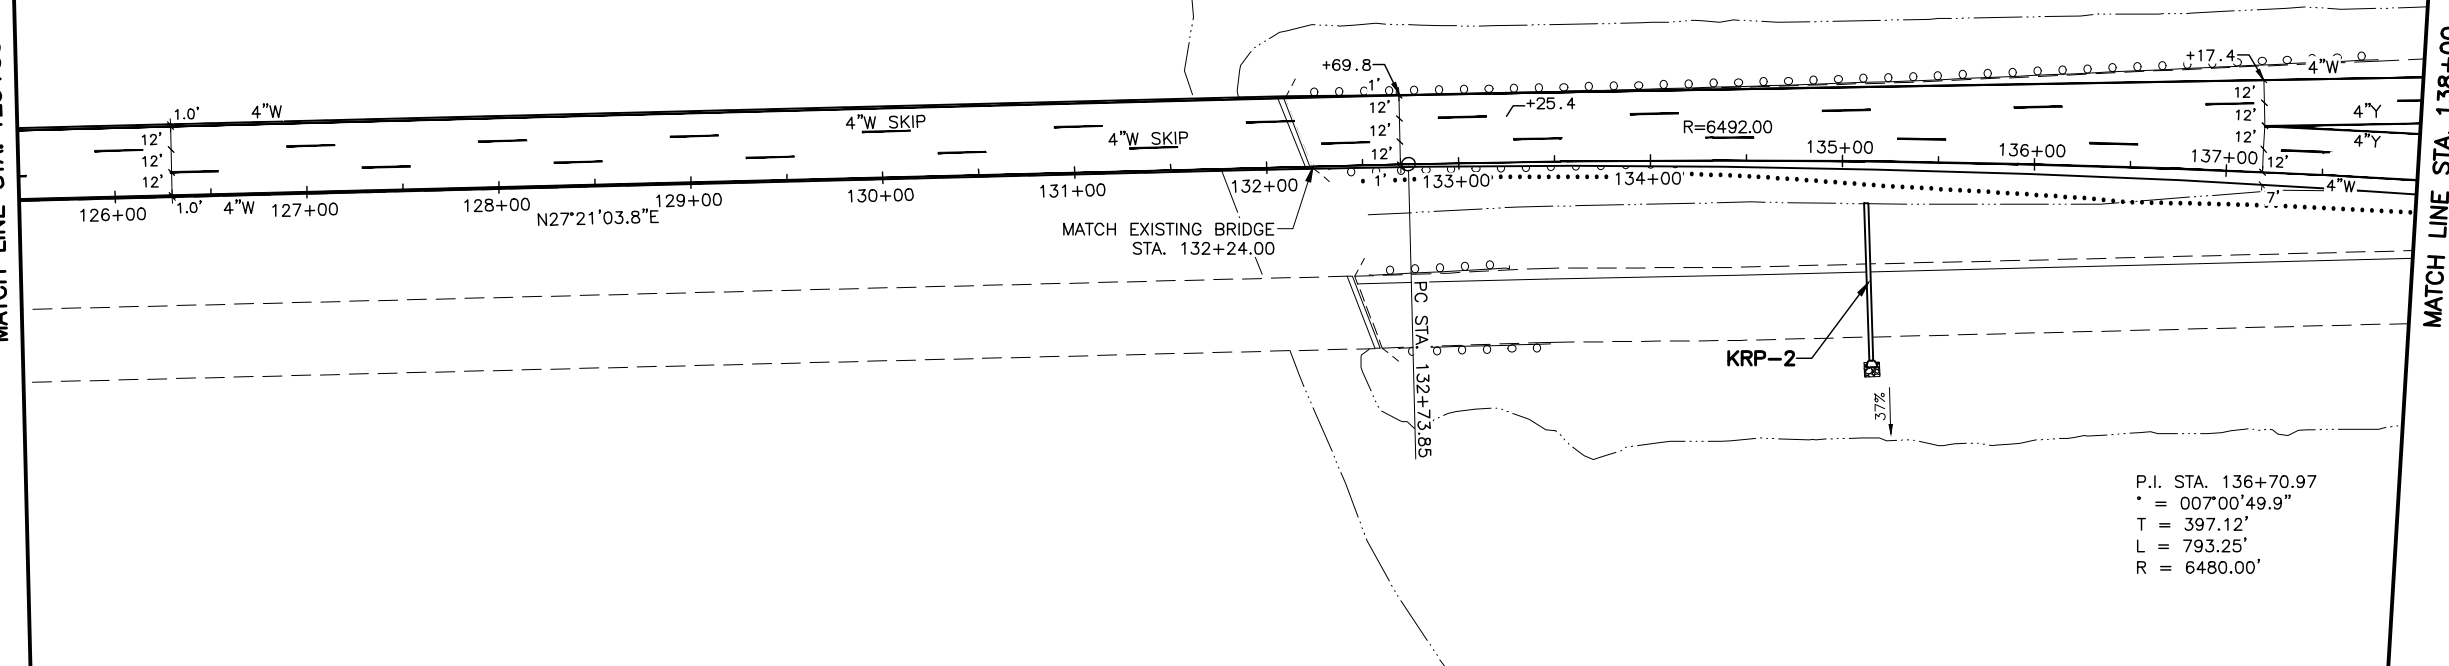 MATCH LINE STA.
1.0'
4"W
12'
12'
12'
1.0'
4"W
126+00
127+00
128+00
129+00
130+00
131+00
132+00
133+00
134+00
135+00
136+00
137+00
N27°21'03.8"E
4"W SKIP
4"W SKIP
MATCH EXISTING BRIDGE
STA. 132+24.00
+69.8
1'
12'
12'
12'
1'
+25.4
R=6492.00
PC STA. 132+73.85
KRP-2
37%
+17.4
4"W
12'
12'
12'
12'
4"Y
4"Y
4"W
7'
MATCH LINE STA. 138+00
P.I. STA. 136+70.97
° = 007°00'49.9"
T = 397.12'
L = 793.25'
R = 6480.00'